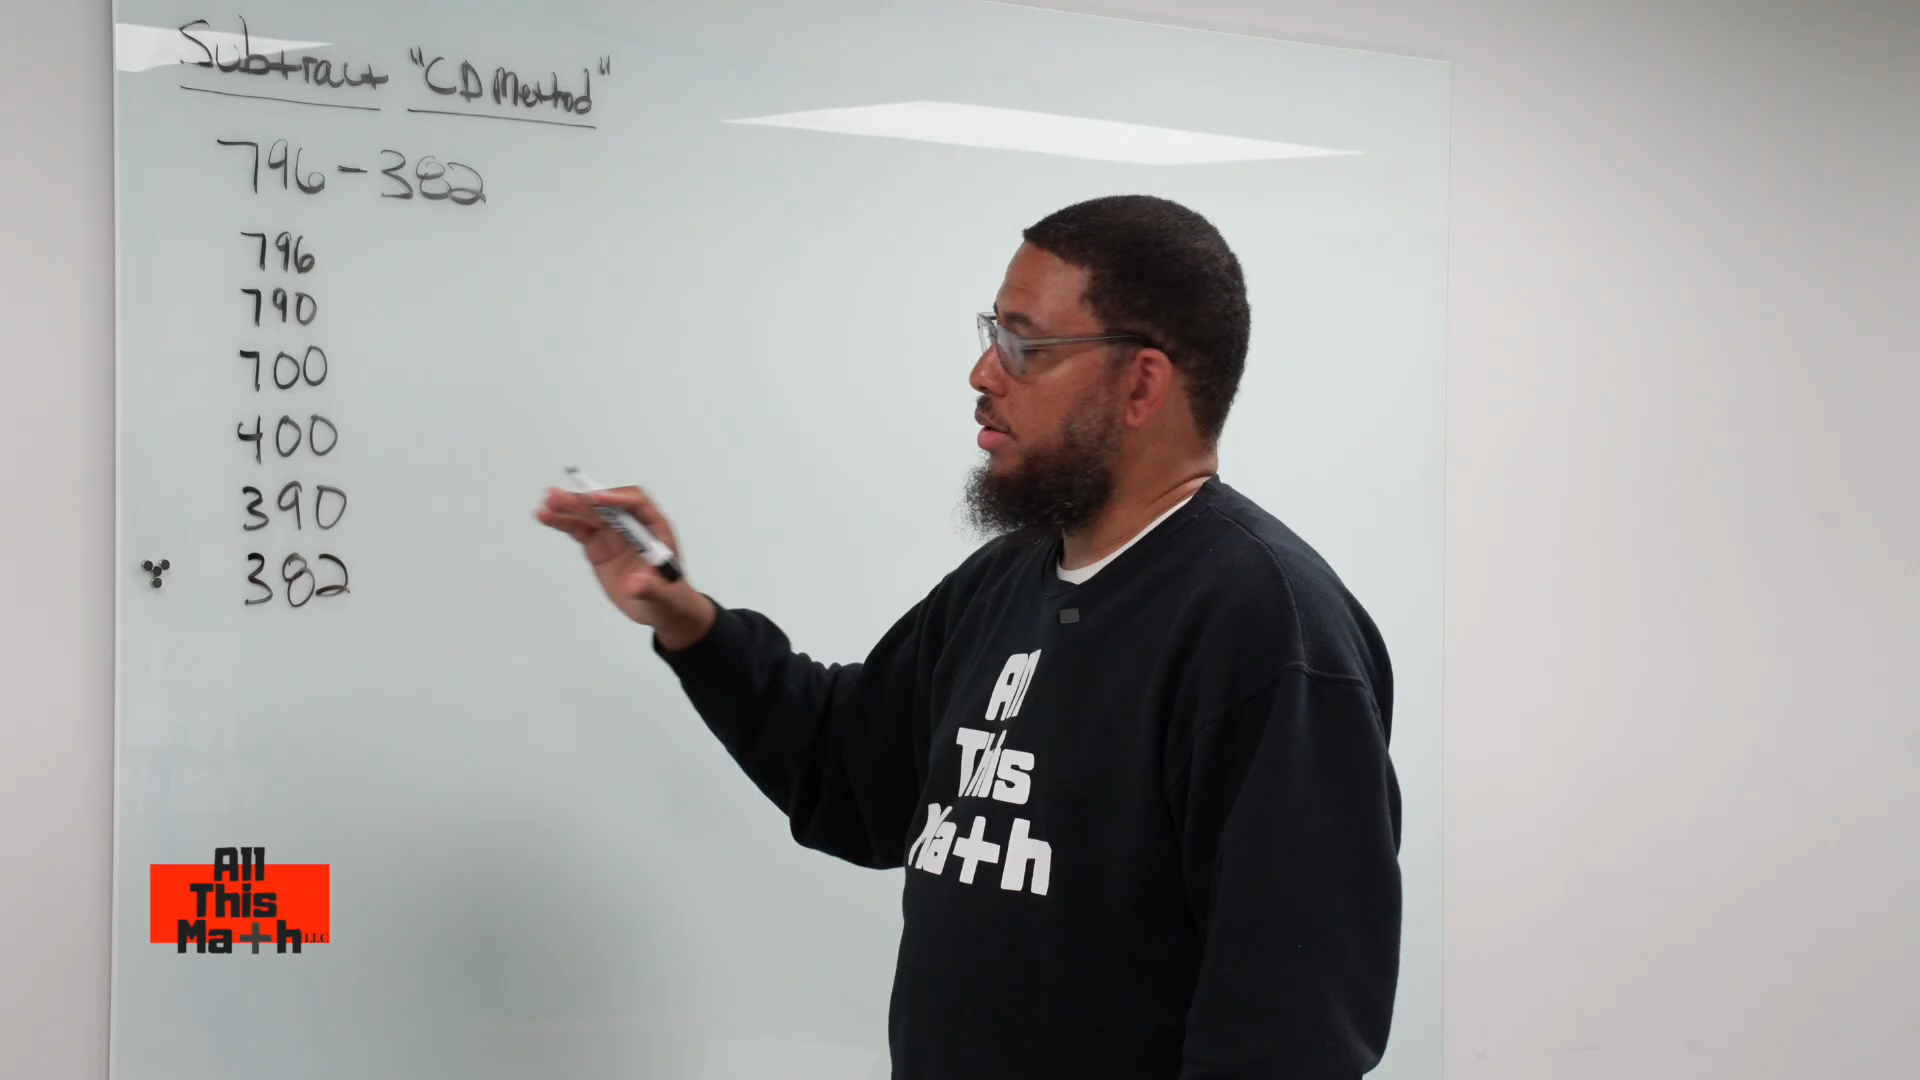 Subtract "CD Method"
796-382
796
790
700
400
390
382
All
This
Math
All
This
Math LLC